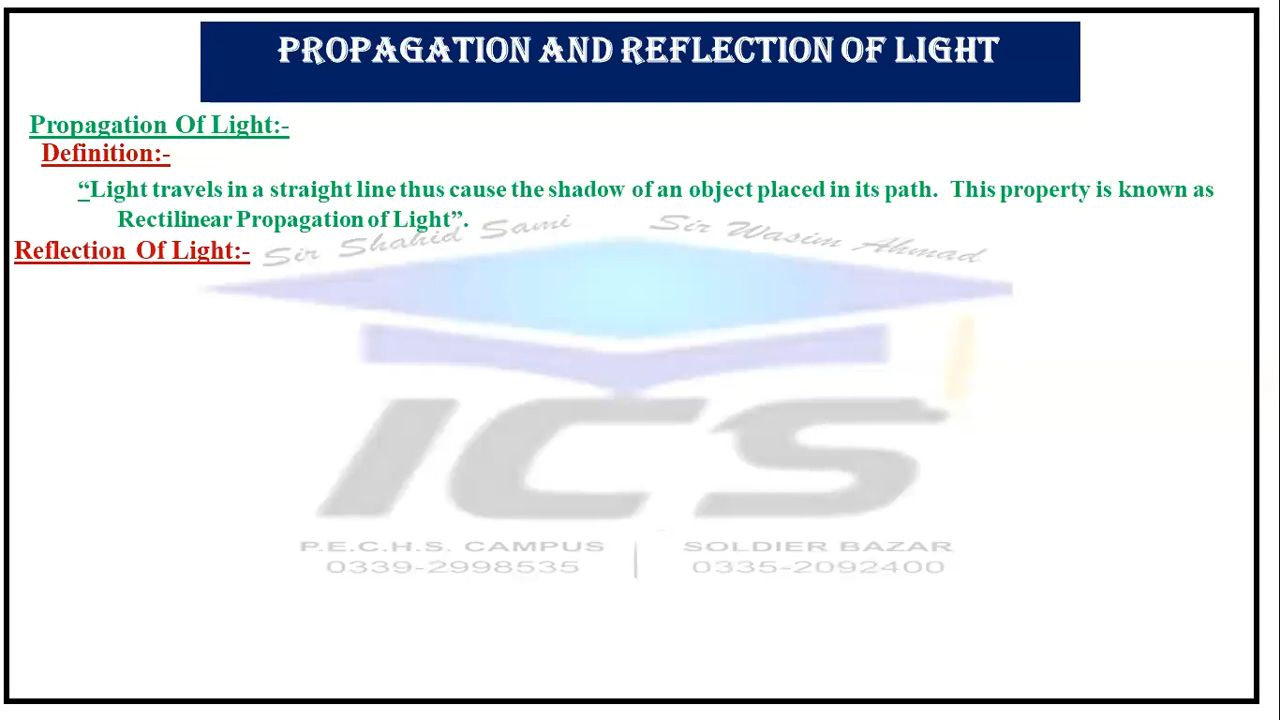 PROPAGATION AND REFLECTION OF LIGHT
Propagation Of Light:-
Definition:-
“Light travels in a straight line thus cause the shadow of an object placed in its path. This property is known as
Rectilinear Propagation of Light”.
Reflection Of Light:-
Sir Shahid Sami Sir Wasim Ahmad
ICS
P.E.C.H.S. CAMPUS | SOLDIER BAZAR
0339-2998535 | 0335-2092400